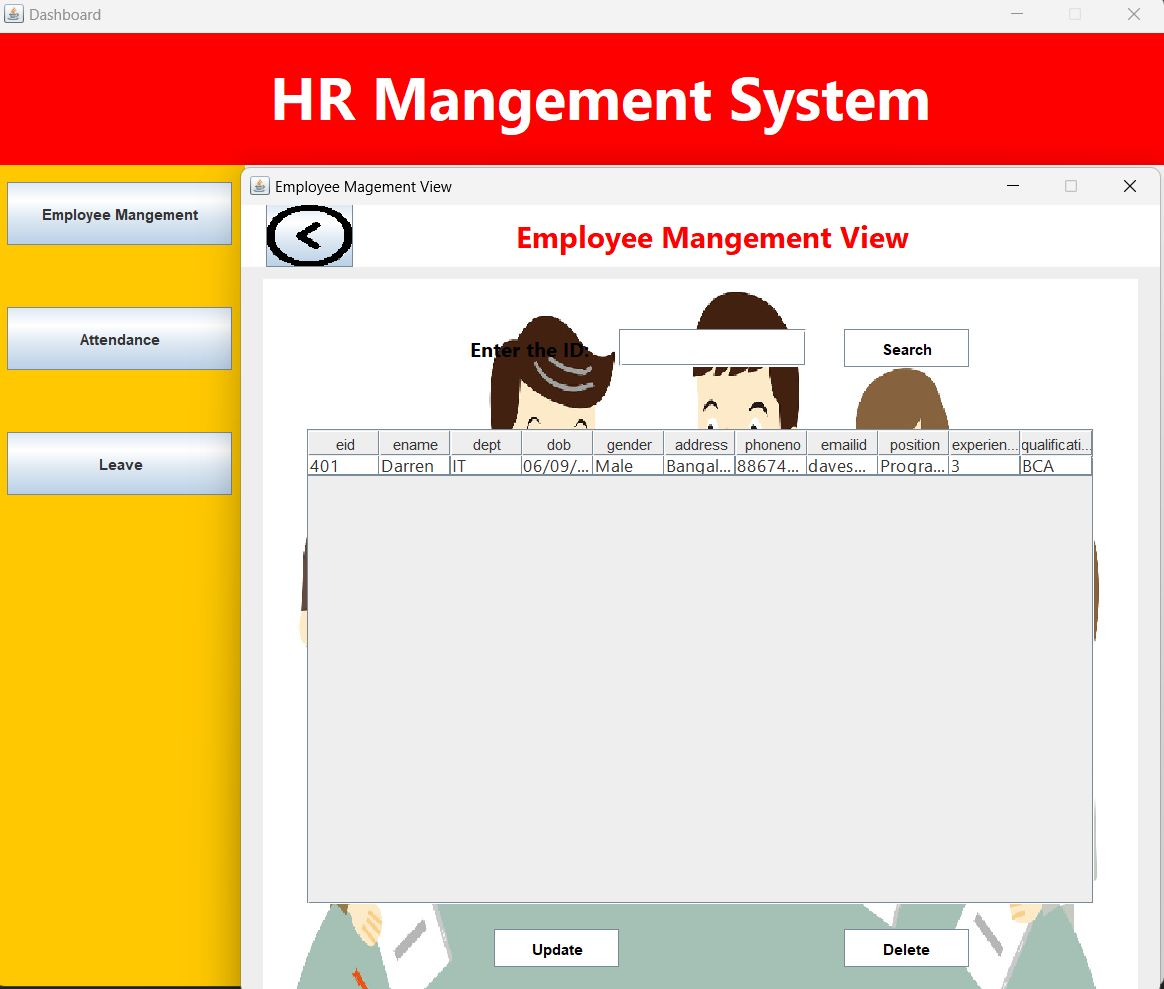 Dashboard
HR Mangement System
Employee Mangement
Attendance
Leave
Employee Magement View
<
Employee Mangement View
Enter the ID:
Search
eid ename dept dob gender address phoneno emailid position experien... qualificati...
401 Darren IT 06/09/... Male Bangal... 88674... daves... Progra... 3 BCA
Update
Delete